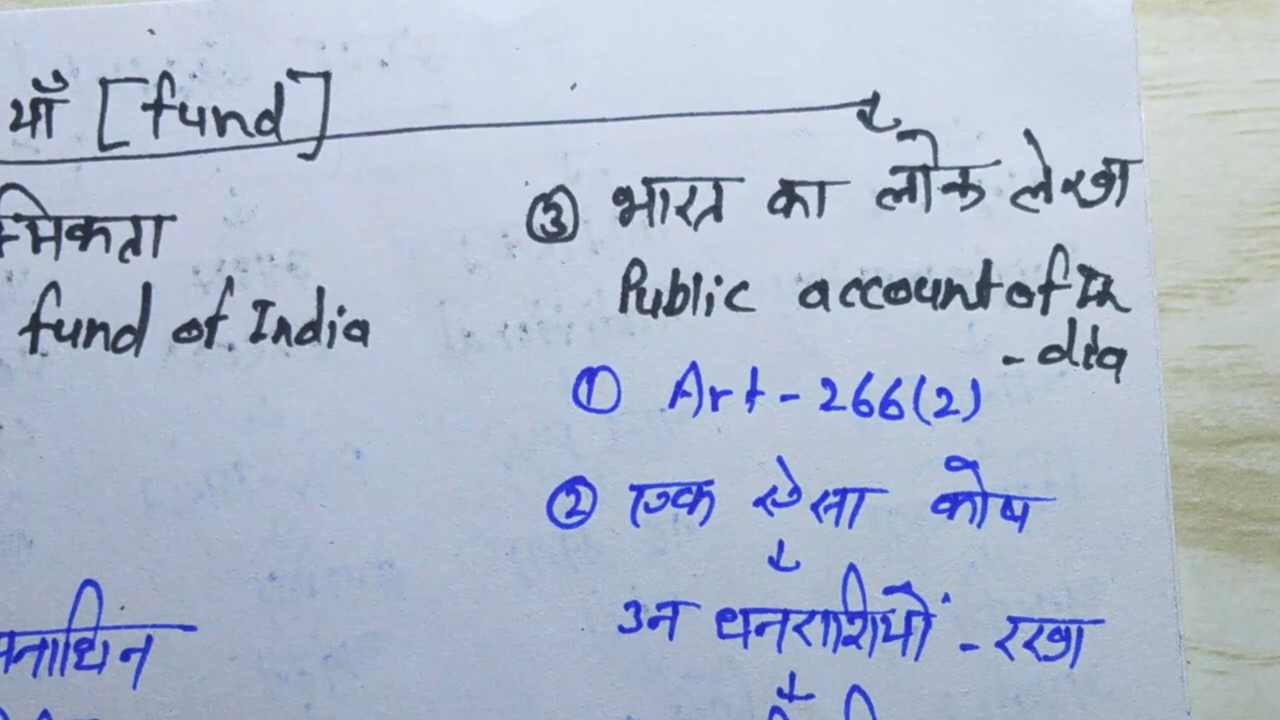 याँ [fund]
③ भारत का लोक लेखा
Public account of In
- dia
① Art - 266(2)
② एक ऐसा कोष
↓
उन धनराशियों - रखा
↓
स्मिकता
fund of India
नाधिन